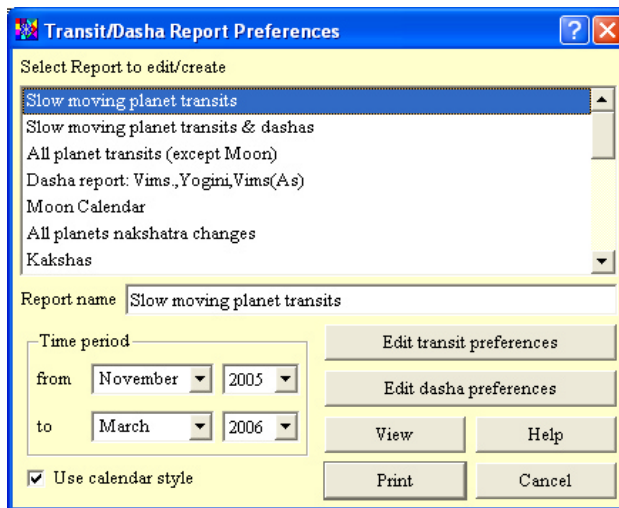 Transit/Dasha Report Preferences
Select Report to edit/create
Slow moving planet transits
Slow moving planet transits & dashas
All planet transits (except Moon)
Dasha report: Vims.,Yogini,Vims(As)
Moon Calendar
All planets nakshatra changes
Kakshas
Report name Slow moving planet transits
Time period
from November 2005
to March 2006
Use calendar style
Edit transit preferences
Edit dasha preferences
View Help
Print Cancel